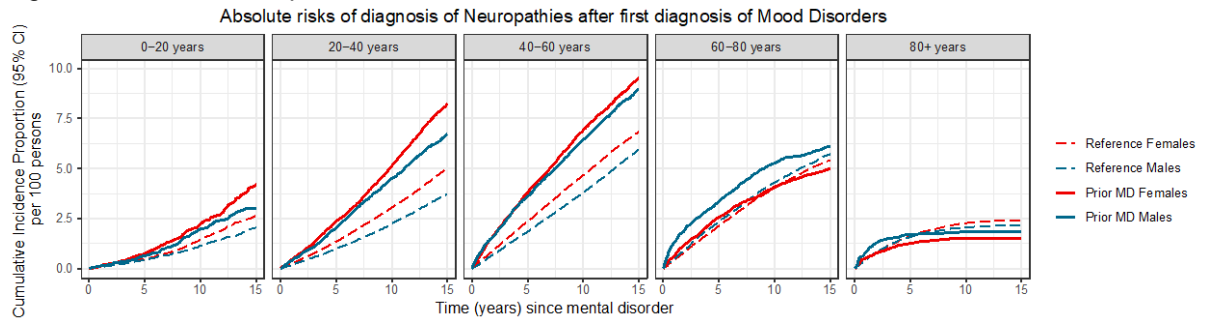 Absolute risks of diagnosis of Neuropathies after first diagnosis of Mood Disorders
Cumulative Incidence Proportion (95% CI)
per 100 persons
0−20 years
20−40 years
40−60 years
60−80 years
80+ years
10.0
7.5
5.0
2.5
0.0
0 5 10 15
0 5 10 15
0 5 10 15
0 5 10 15
0 5 10 15
Time (years) since mental disorder
Reference Females
Reference Males
Prior MD Females
Prior MD Males